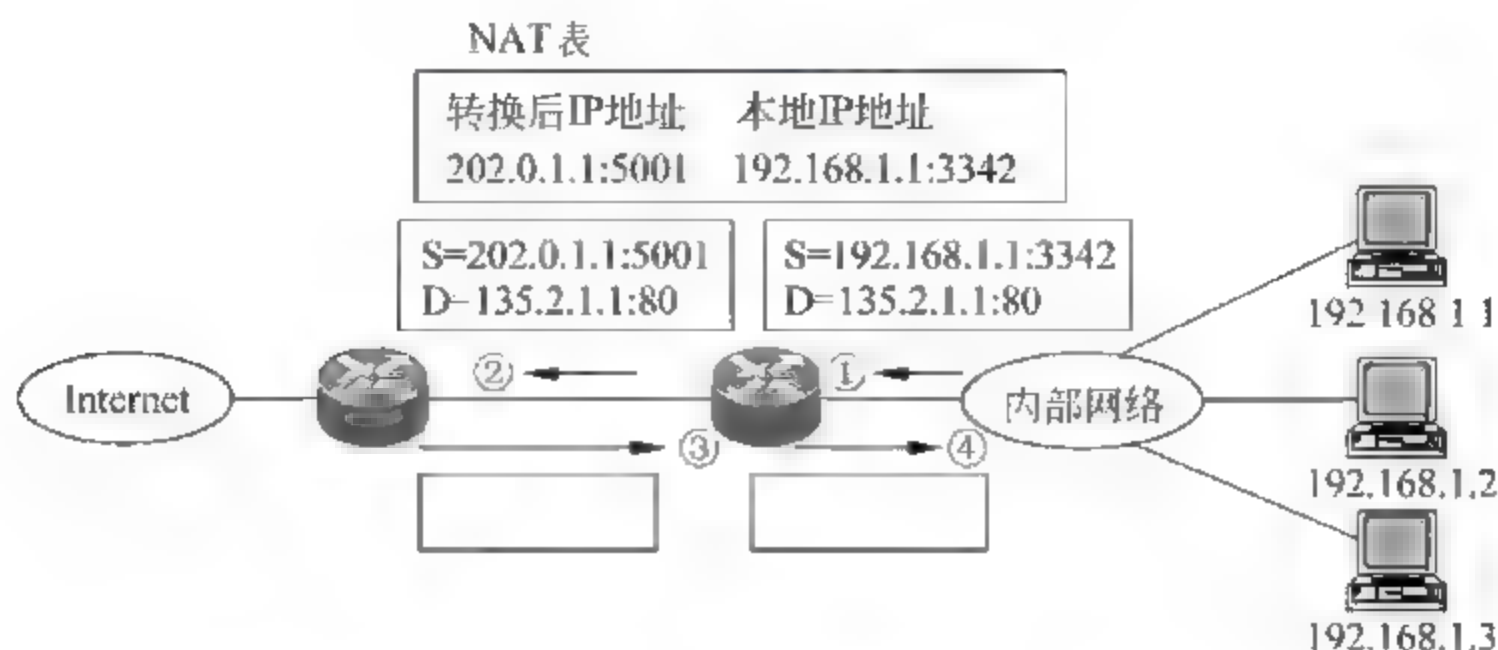 NAT表
转换后IP地址 本地IP地址
202.0.1.1:5001 192.168.1.1:3342
S=202.0.1.1:5001
D=135.2.1.1:80
S=192.168.1.1:3342
D=135.2.1.1:80
192 168 1 1
② ①
Internet
内部网络
③ ④
192.168.1.2
192.168.1.3